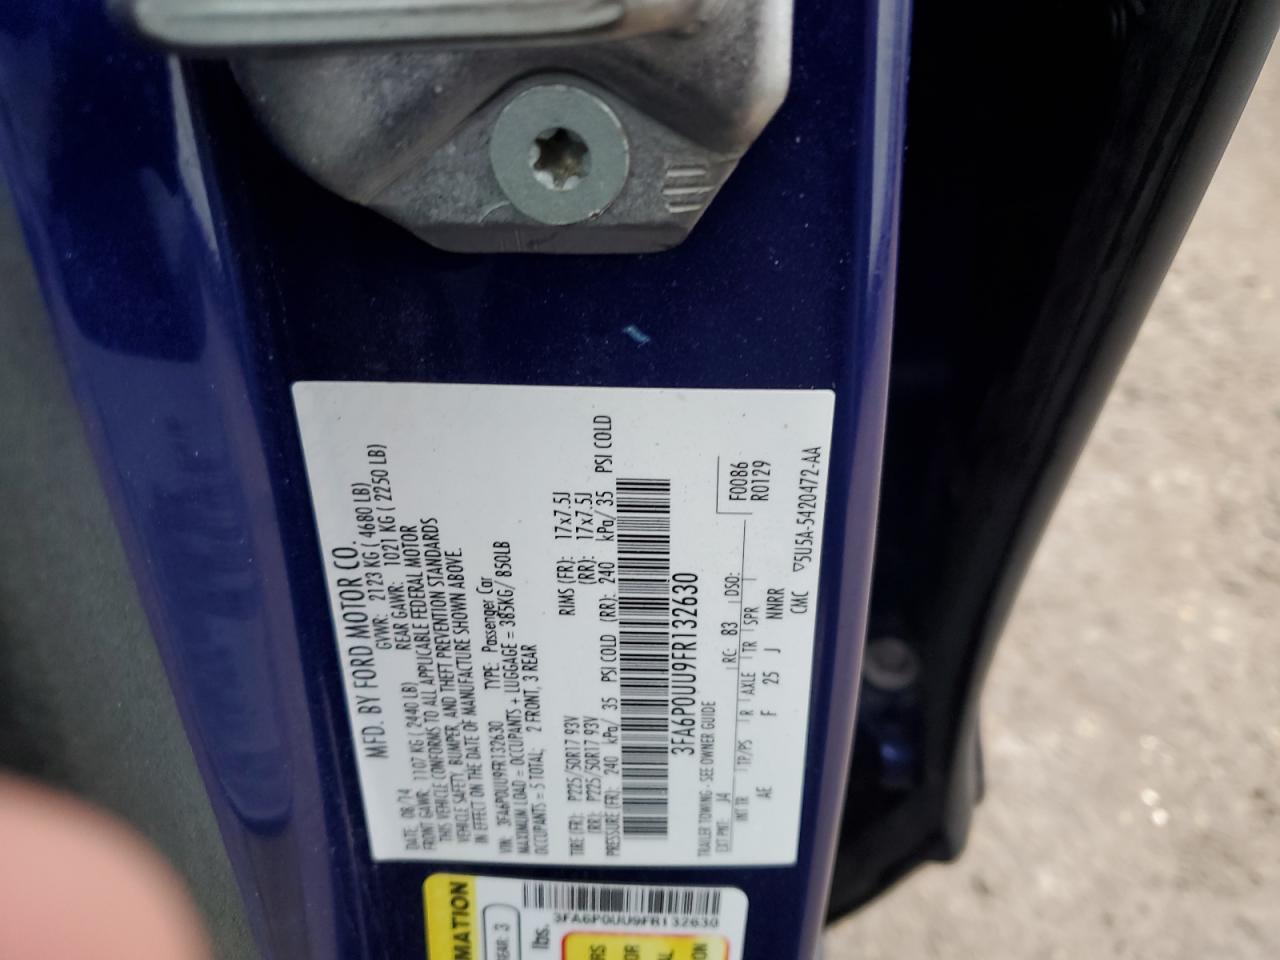 MFD. BY FORD MOTOR CO.
DATE: 08/14 GVWR: 2123 KG ( 4680 LB)
FRONT GAWR: 1107 KG ( 2440 LB) REAR GAWR: 1021 KG ( 2250 LB)
THIS VEHICLE CONFORMS TO ALL APPLICABLE FEDERAL MOTOR
VEHICLE SAFETY, BUMPER, AND THEFT PREVENTION STANDARDS
IN EFFECT ON THE DATE OF MANUFACTURE SHOWN ABOVE.
VIN: 3FA6P0UU9FR132630 TYPE: Passenger Car
MAXIMUM LOAD = OCCUPANTS + LUGGAGE = 385KG/ 850LB
OCCUPANTS = 5 TOTAL; 2 FRONT, 3 REAR
TIRE (FR): P225/50R17 93V RIMS (FR): 17x7.5J
(RR): P225/50R17 93V (RR): 17x7.5J
PRESSURE (FR): 240 kPa/ 35 PSI COLD (RR): 240 kPa/ 35 PSI COLD
3FA6P0UU9FR132630
TRAILER TOWING - SEE OWNER GUIDE F0086
EXT PNT: J4 RC: 83 DSO: R0129
INT TR TP/PS R AXLE TR SPR
AE F 25 J NNRR
CMC ▽5U5A-5420472-AA
MATION
REAR: 3
lbs.
3FA6P0UU9FR132630